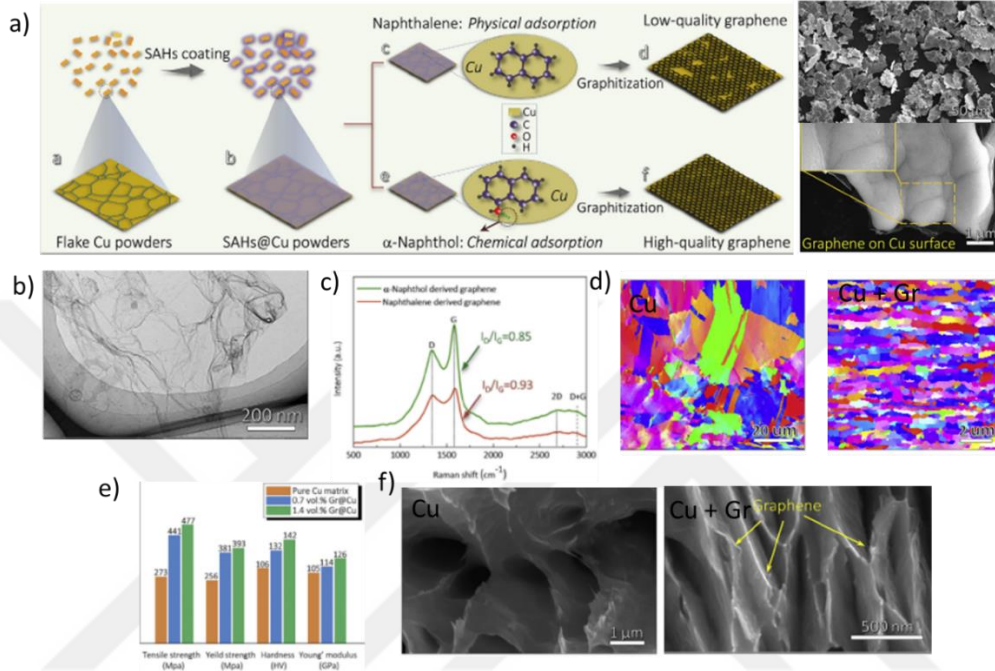 a)
SAHs coating
a
Flake Cu powders
b
SAHs@Cu powders
Naphthalene: Physical adsorption
c
Cu
Graphitization
Low-quality graphene
d
Cu
C
O
H
e
Cu
α-Naphthol: Chemical adsorption
Graphitization
f
High-quality graphene
Graphene on Cu surface
1 μm
b)
200 nm
c)
α-Naphthol derived graphene
Naphthalene derived graphene
Intensity (a.u.)
D
G
I_D/I_G=0.85
I_D/I_G=0.93
2D
D+G
500
1000
1500
2000
2500
3000
Raman shift (cm⁻¹)
d)
Cu
20 um
Cu + Gr
2 um
e)
Pure Cu matrix
0.7 vol.% Gr@Cu
1.4 vol.% Gr@Cu
273
441
477
256
381
393
106
132
142
105
114
126
Tensile strength
(Mpa)
Yeild strength
(Mpa)
Hardness
(HV)
Young' modulus
(GPa)
f)
Cu
1 μm
Cu + Gr
Graphene
500 nm